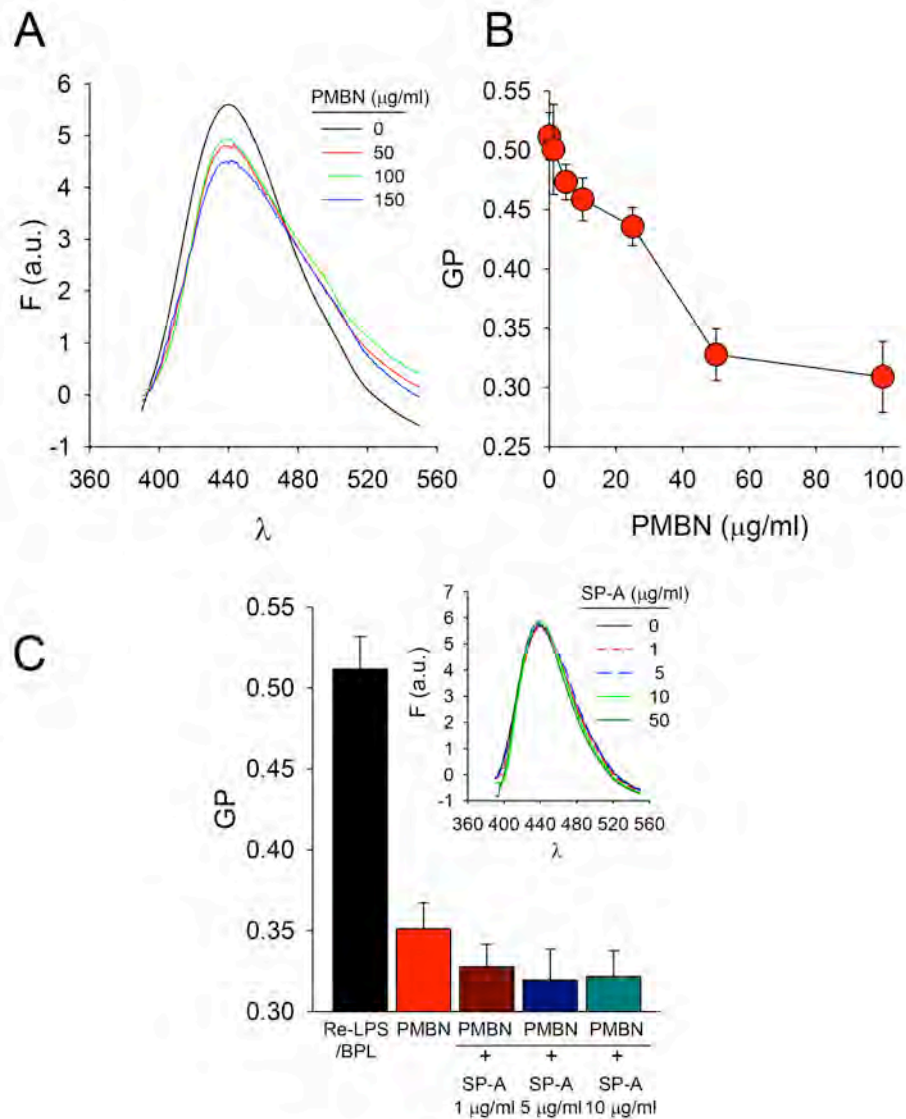 A
F (a.u.)
6
5
4
3
2
1
0
-1
360 400 440 480 520 560
λ
PMBN (μg/ml)
0
50
100
150
B
GP
0.55
0.50
0.45
0.40
0.35
0.30
0.25
0 20 40 60 80 100
PMBN (μg/ml)
C
GP
0.55
0.50
0.45
0.40
0.35
0.30
Re-LPS
/BPL
PMBN
PMBN
+
SP-A
1 μg/ml
PMBN
+
SP-A
5 μg/ml
PMBN
+
SP-A
10 μg/ml
F (a.u.)
7
6
5
4
3
2
1
0
-1
360 400 440 480 520 560
λ
SP-A (μg/ml)
0
1
5
10
50